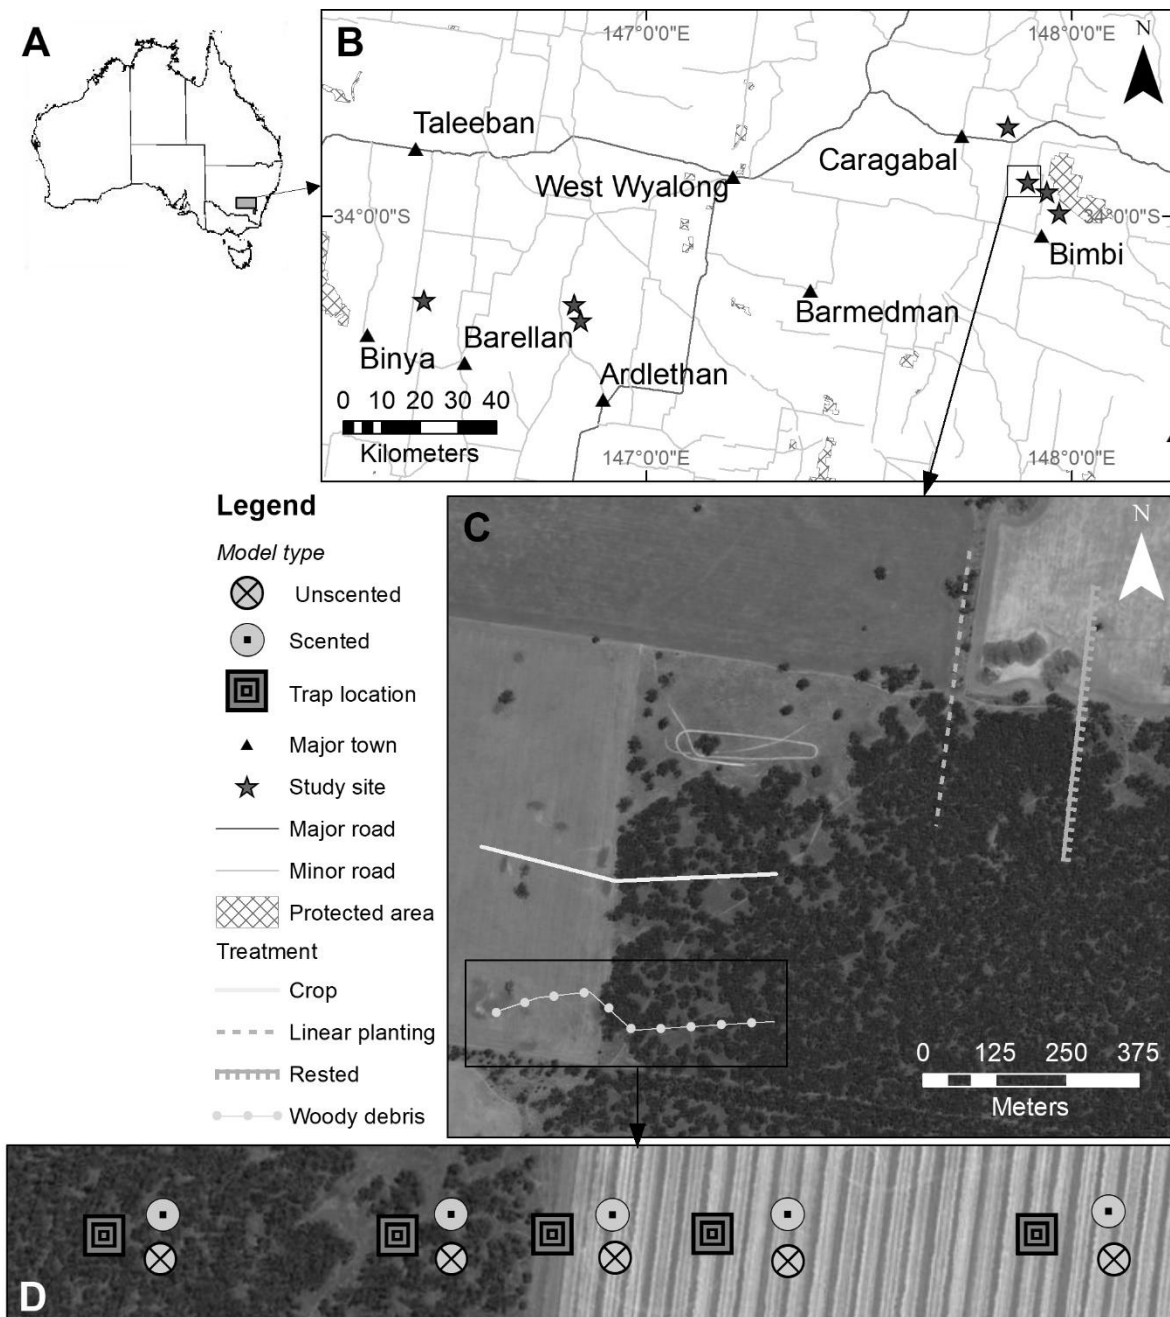 A
B
147°0'0"E
148°0'0"E
N
Taleeban
Caragabal
West Wyalong
34°0'0"S
34°0'0"S
Bimbi
Barmedman
Barellan
Binya
Ardlethan
0 10 20 30 40
Kilometers
147°0'0"E
148°0'0"E
Legend
Model type
Unscented
Scented
Trap location
Major town
Study site
Major road
Minor road
Protected area
Treatment
Crop
Linear planting
Rested
Woody debris
C
N
0 125 250 375
Meters
D